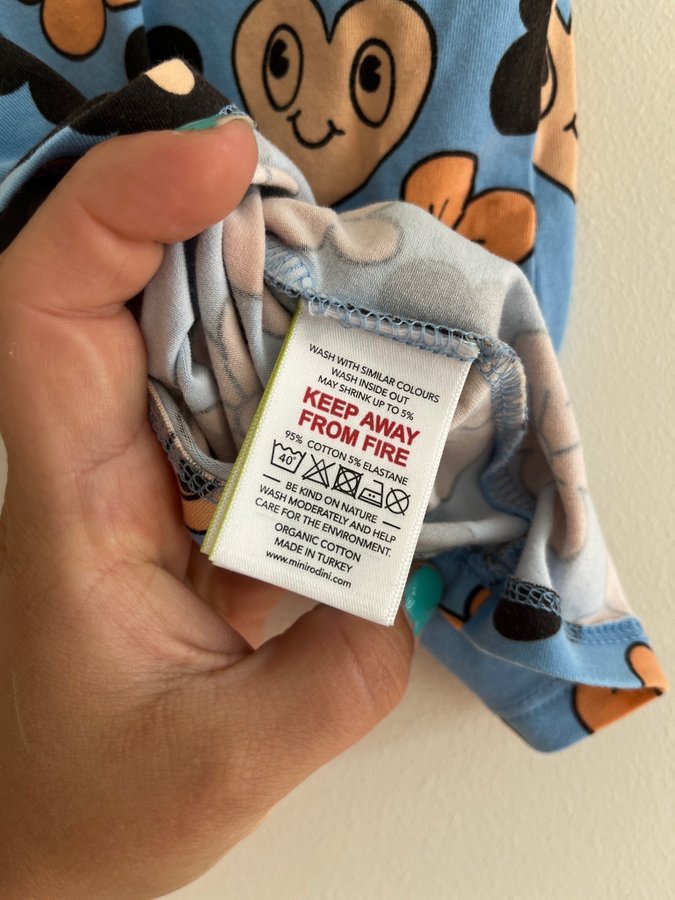 WASH WITH SIMILAR COLOURS
WASH INSIDE OUT
MAY SHRINK UP TO 5%
KEEP AWAY
FROM FIRE
95% COTTON 5% ELASTANE
40°
BE KIND ON NATURE
WASH MODERATELY AND HELP
CARE FOR THE ENVIRONMENT.
ORGANIC COTTON
MADE IN TURKEY
www.minirodini.com